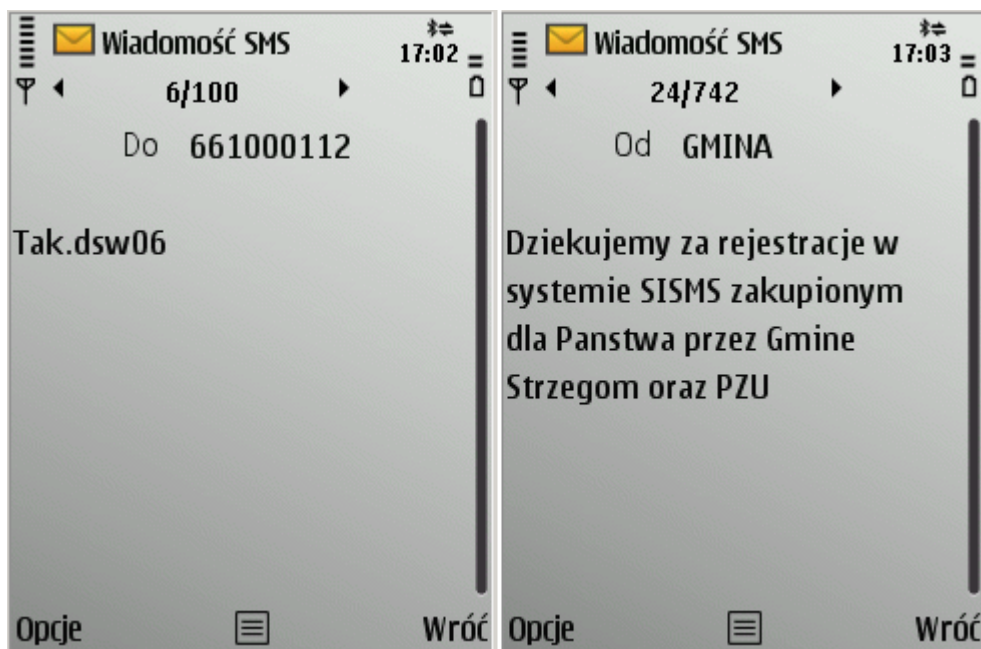 Wiadomość SMS
17:02
6/100
Do 661000112
Tak.dsw06
Opcje Wróć
Wiadomość SMS
17:03
24/742
Od GMINA
Dziekujemy za rejestracje w
systemie SISMS zakupionym
dla Panstwa przez Gmine
Strzegom oraz PZU
Opcje Wróć